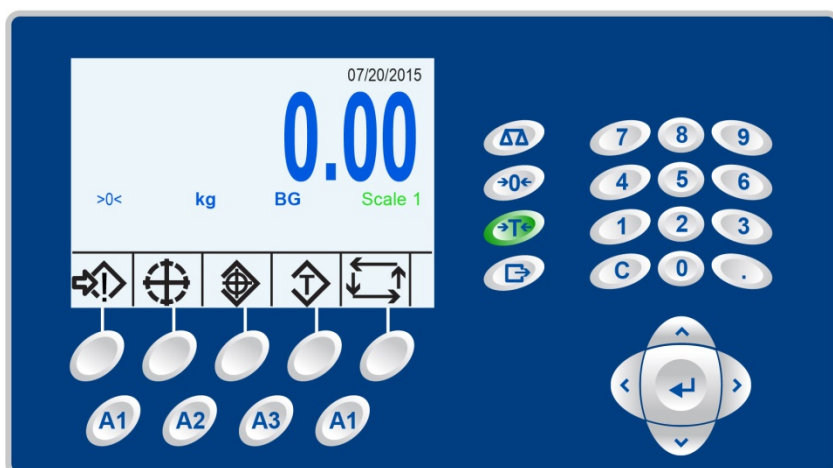 07/20/2015
0.00
>0< kg BG Scale 1
T
7 8 9
→0← 4 5 6
→T← 1 2 3
C 0 .
A1 A2 A3 A1